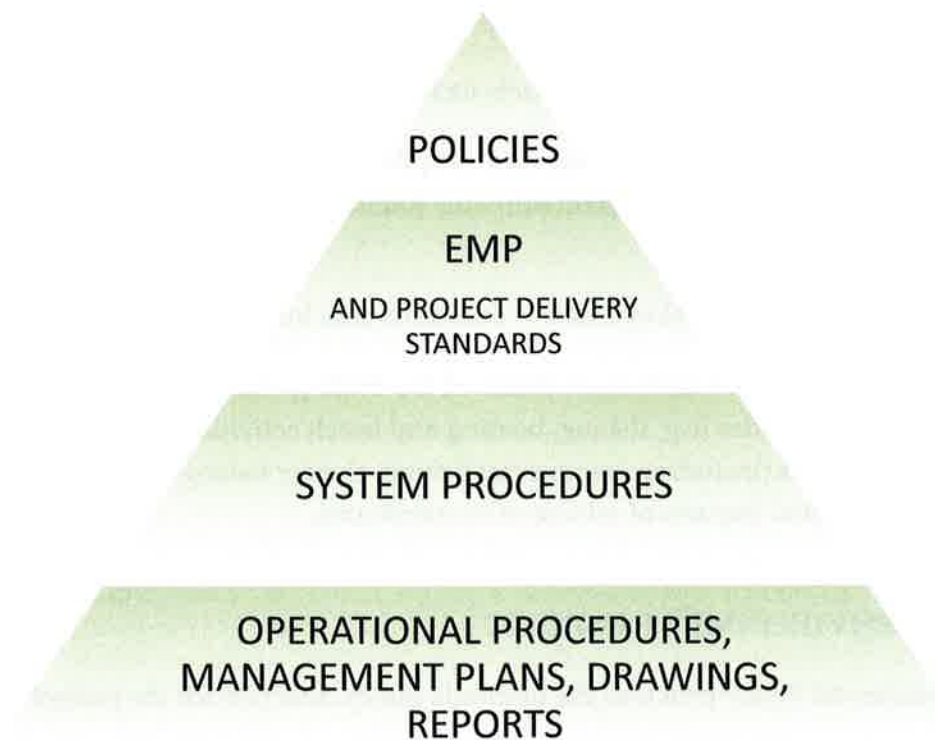 POLICIES
EMP
AND PROJECT DELIVERY
STANDARDS
SYSTEM PROCEDURES
OPERATIONAL PROCEDURES,
MANAGEMENT PLANS, DRAWINGS,
REPORTS